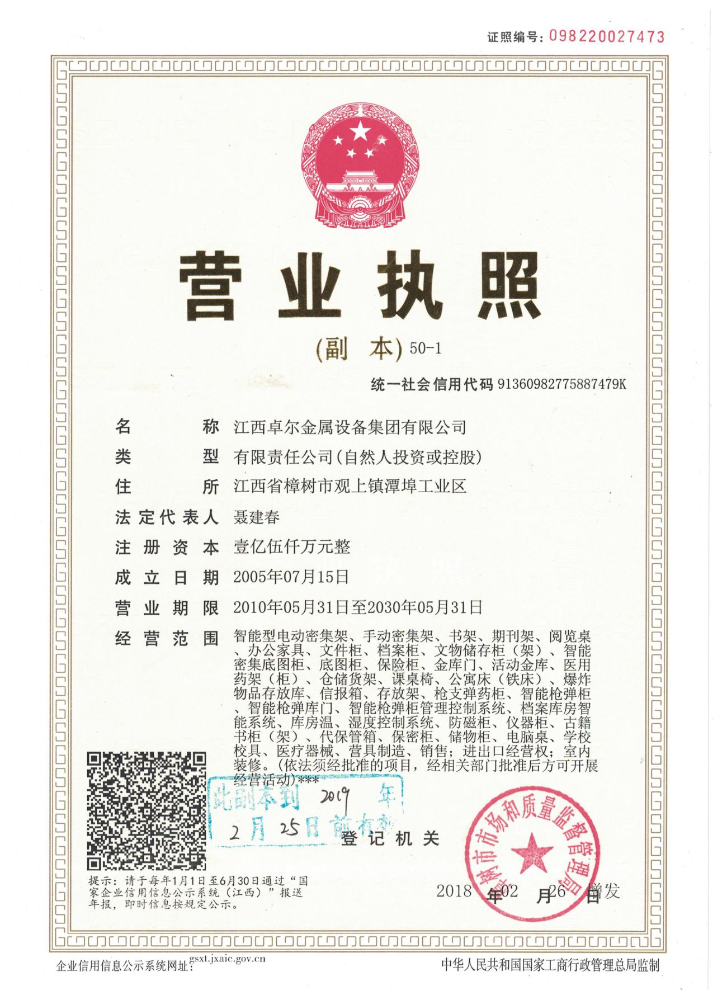 证照编号：098220027473
营业执照
(副 本) 50-1
统一社会信用代码 91360982775887479K
名 称 江西卓尔金属设备集团有限公司
类 型 有限责任公司(自然人投资或控股)
住 所 江西省樟树市观上镇潭埠工业区
法定代表人 聂建春
注册资本 壹亿伍仟万元整
成立日期 2005年07月15日
营业期限 2010年05月31日至2030年05月31日
经营范围 智能型电动密集架、手动密集架、书架、期刊架、阅览桌
、办公家具、文件柜、档案柜、文物储存柜（架）、智能
密集底图柜、底图柜、保险柜、金库门、活动金库、医用
药架（柜）、仓储货架、课桌椅、公寓床（铁床）、爆炸
物品存放库、信报箱、存放架、枪支弹药柜、智能枪弹柜
、智能枪弹库门、智能枪弹柜管理控制系统、档案库房智
能系统、库房温、湿度控制系统、防磁柜、仪器柜、古籍
书柜（架）、代保管箱、保密柜、储物柜、电脑桌、学校
校具、医疗器械、营具制造、销售；进出口经营权；室内
装修。(依法须经批准的项目，经相关部门批准后方可开展
经营活动)***
此副本到 2019 年
2 月 25 日前有效
登记机关
樟树市市场和质量监督管理局
2018 年 02 月 26 日 增发
提示：请于每年1月1日至6月30日通过“国
家企业信用信息公示系统（江西）”报送
年报，即时信息按规定公示。
企业信用信息公示系统网址：gsxt.jxaic.gov.cn
中华人民共和国国家工商行政管理总局监制